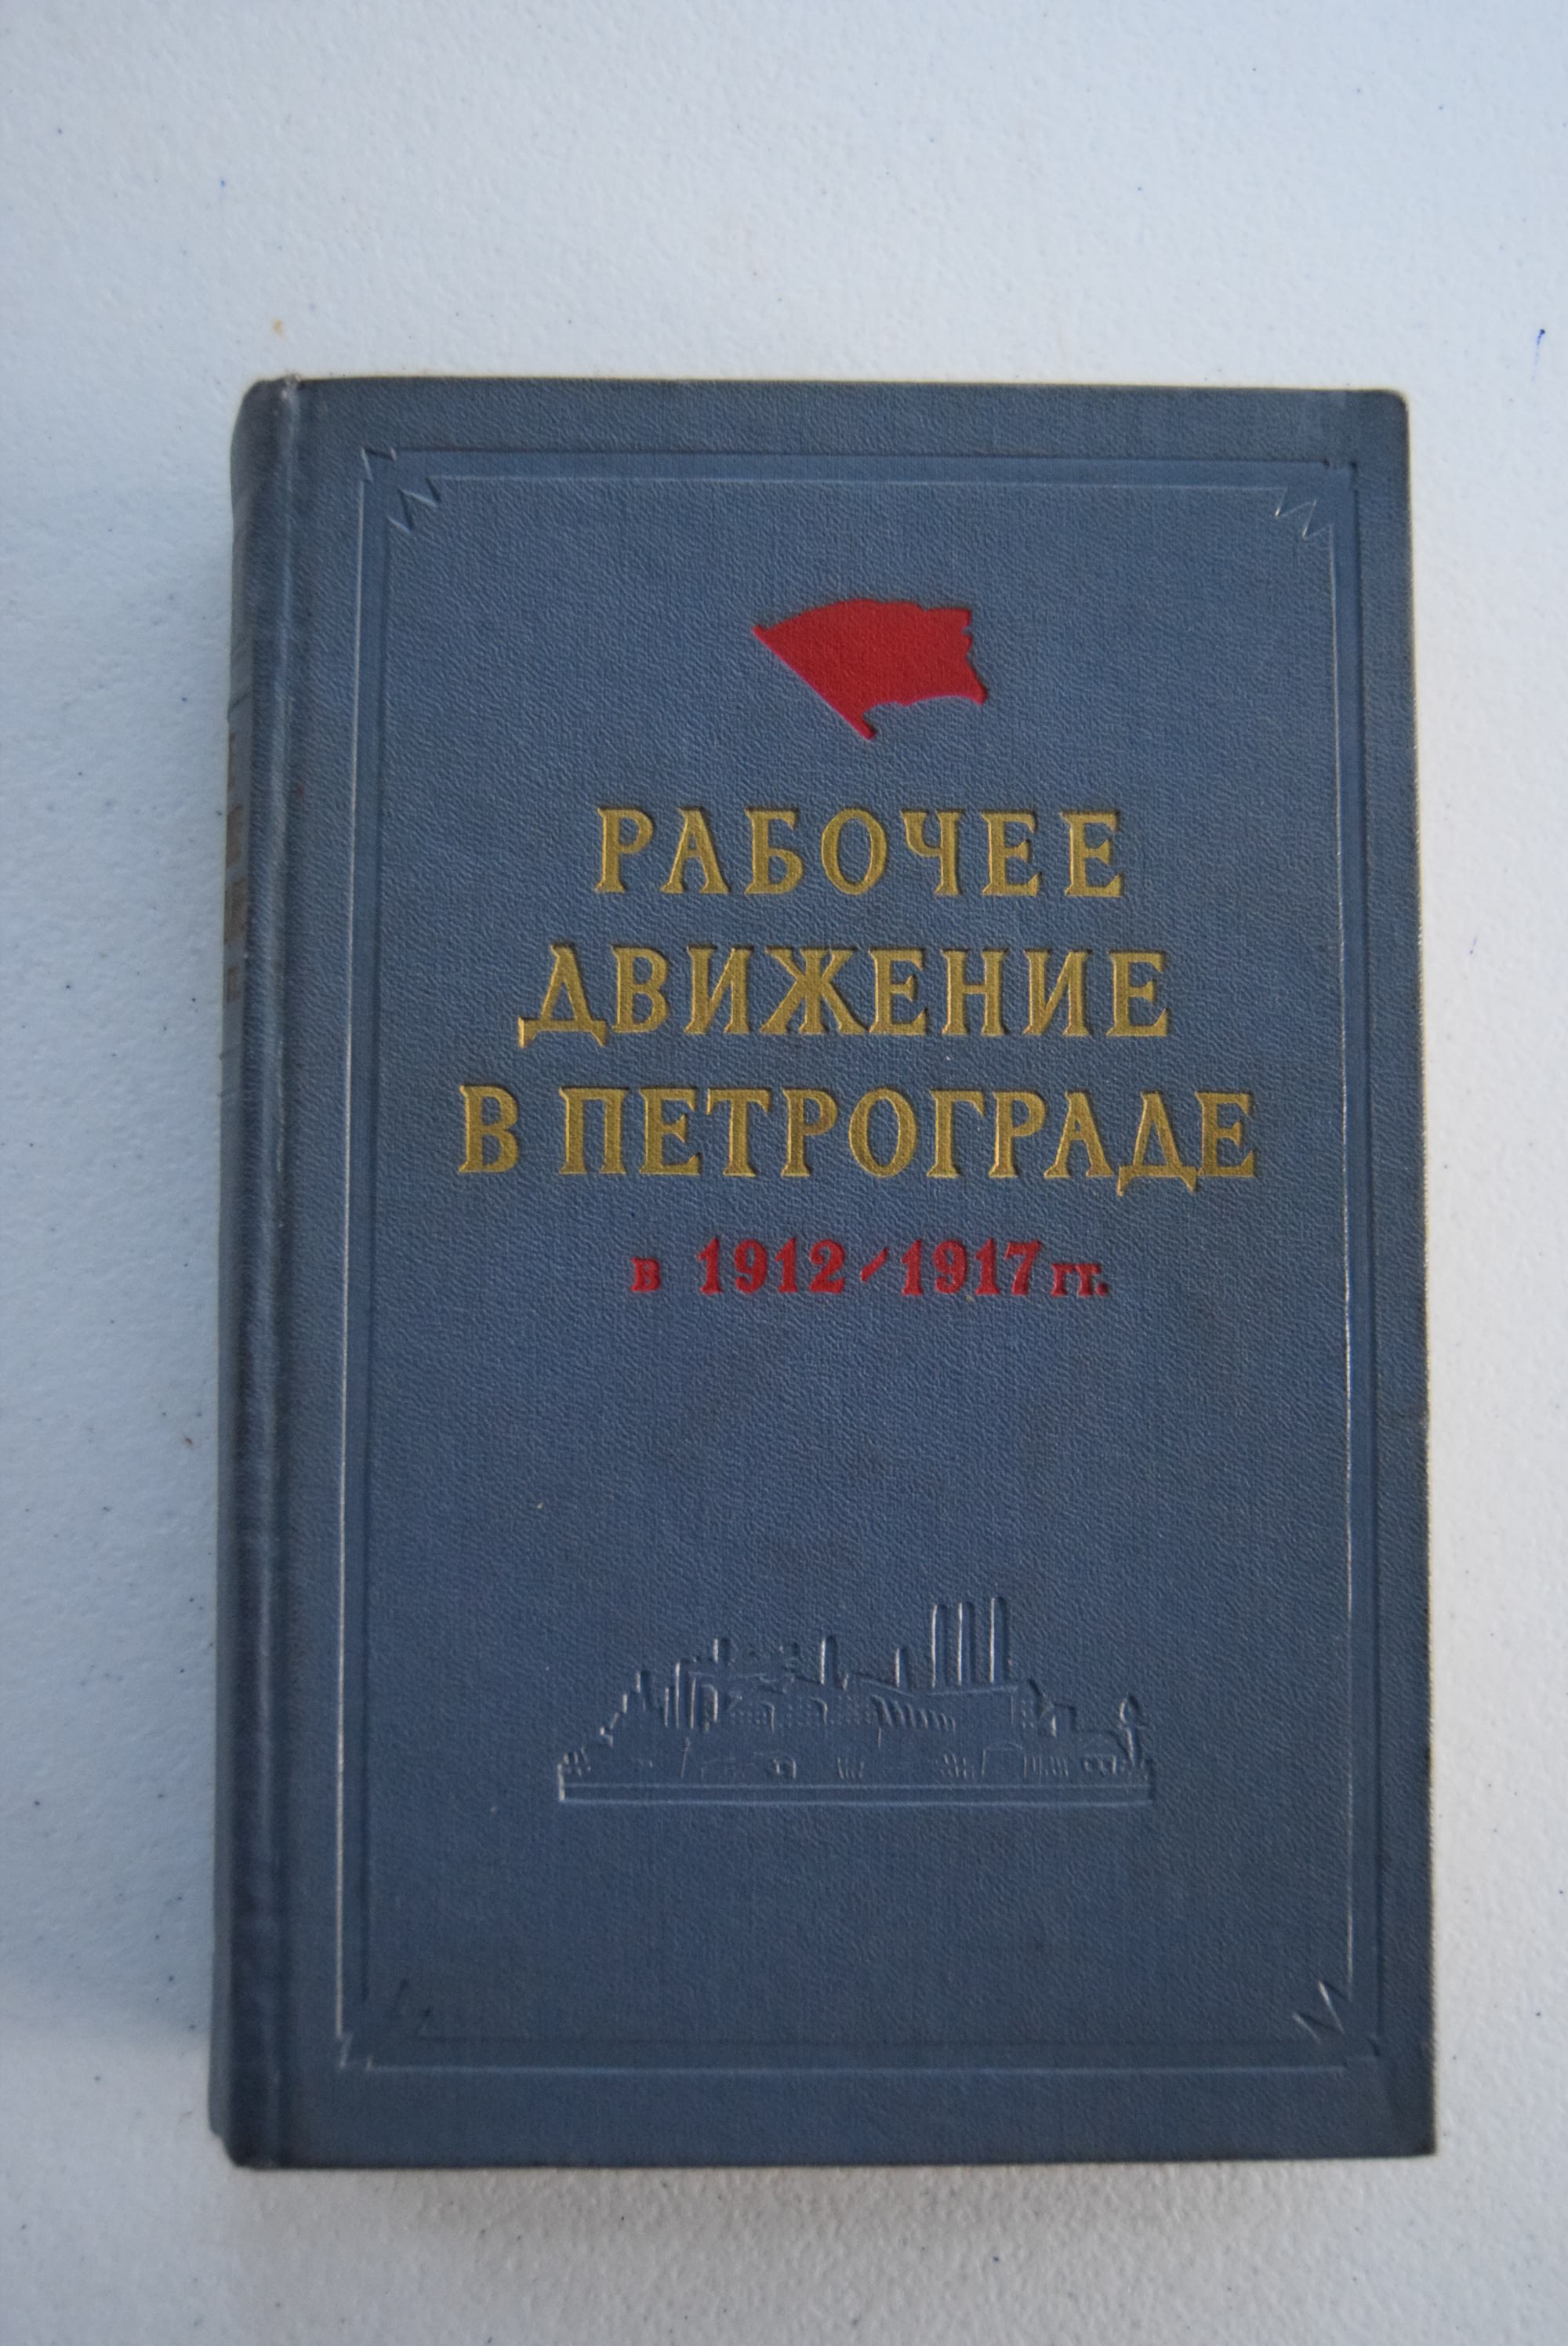 РАБОЧЕЕ
ДВИЖЕНИЕ
В ПЕТРОГРАДЕ
в 1912-1917 гг.